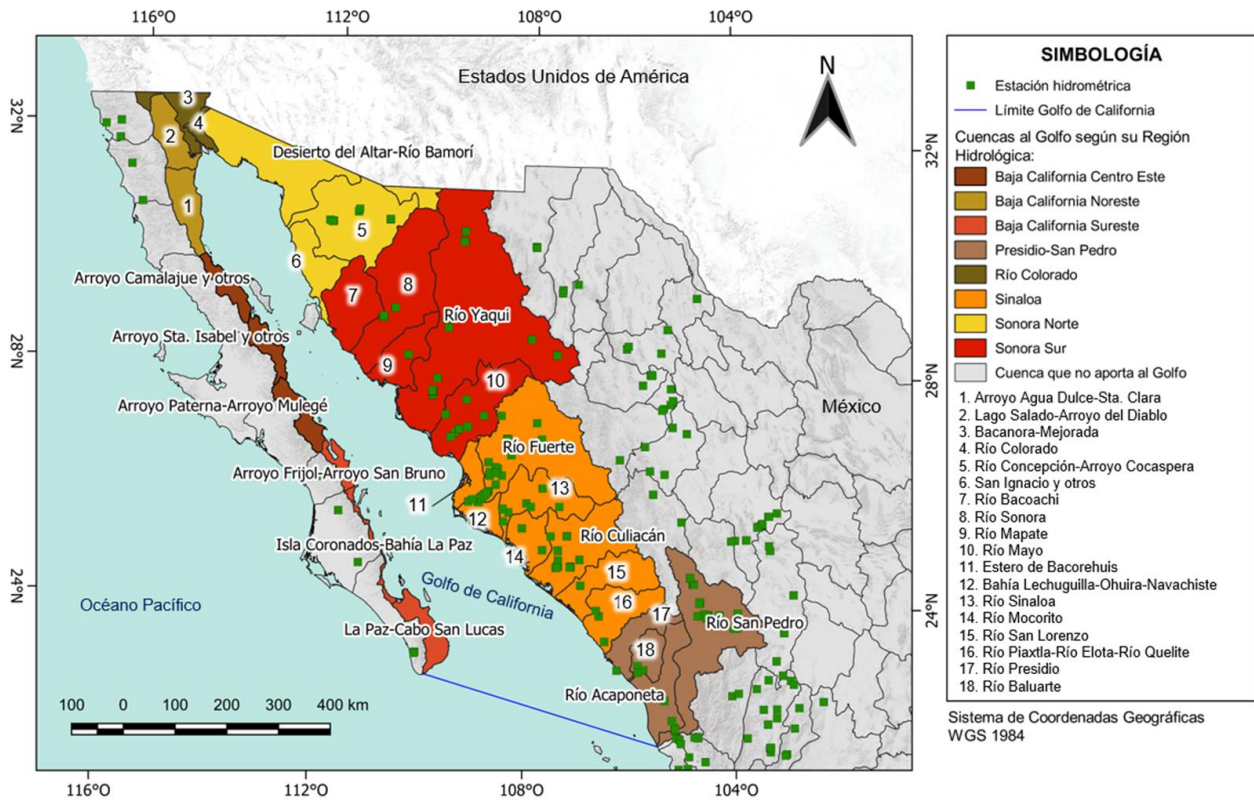 116°O
112°O
108°O
104°O
Estados Unidos de América
N
32°N
32°N
3
4
2
Desierto del Altar-Río Bamorí
1
5
6
Arroyo Camalajue y otros
7
8
Río Yaqui
Arroyo Sta. Isabel y otros
28°N
28°N
9
10
Arroyo Paterna-Arroyo Mulegé
México
Río Fuerte
Arroyo Frijol-Arroyo San Bruno
13
11
12
Río Culiacán
Isla Coronados-Bahía La Paz
14
15
24°N
24°N
Golfo de California
16
Océano Pacífico
17
Río San Pedro
La Paz-Cabo San Lucas
18
Río Acaponeta
100 0 100 200 300 400 km
116°O
112°O
108°O
104°O
SIMBOLOGÍA
Estación hidrométrica
Límite Golfo de California
Cuencas al Golfo según su Región
Hidrológica:
Baja California Centro Este
Baja California Noreste
Baja California Sureste
Presidio-San Pedro
Río Colorado
Sinaloa
Sonora Norte
Sonora Sur
Cuenca que no aporta al Golfo
1. Arroyo Agua Dulce-Sta. Clara
2. Lago Salado-Arroyo del Diablo
3. Bacanora-Mejorada
4. Río Colorado
5. Río Concepción-Arroyo Cocaspera
6. San Ignacio y otros
7. Río Bacoachi
8. Río Sonora
9. Río Mapate
10. Río Mayo
11. Estero de Bacorehuis
12. Bahía Lechuguilla-Ohuira-Navachiste
13. Río Sinaloa
14. Río Mocorito
15. Río San Lorenzo
16. Río Piaxtla-Río Elota-Río Quelite
17. Río Presidio
18. Río Baluarte
Sistema de Coordenadas Geográficas
WGS 1984